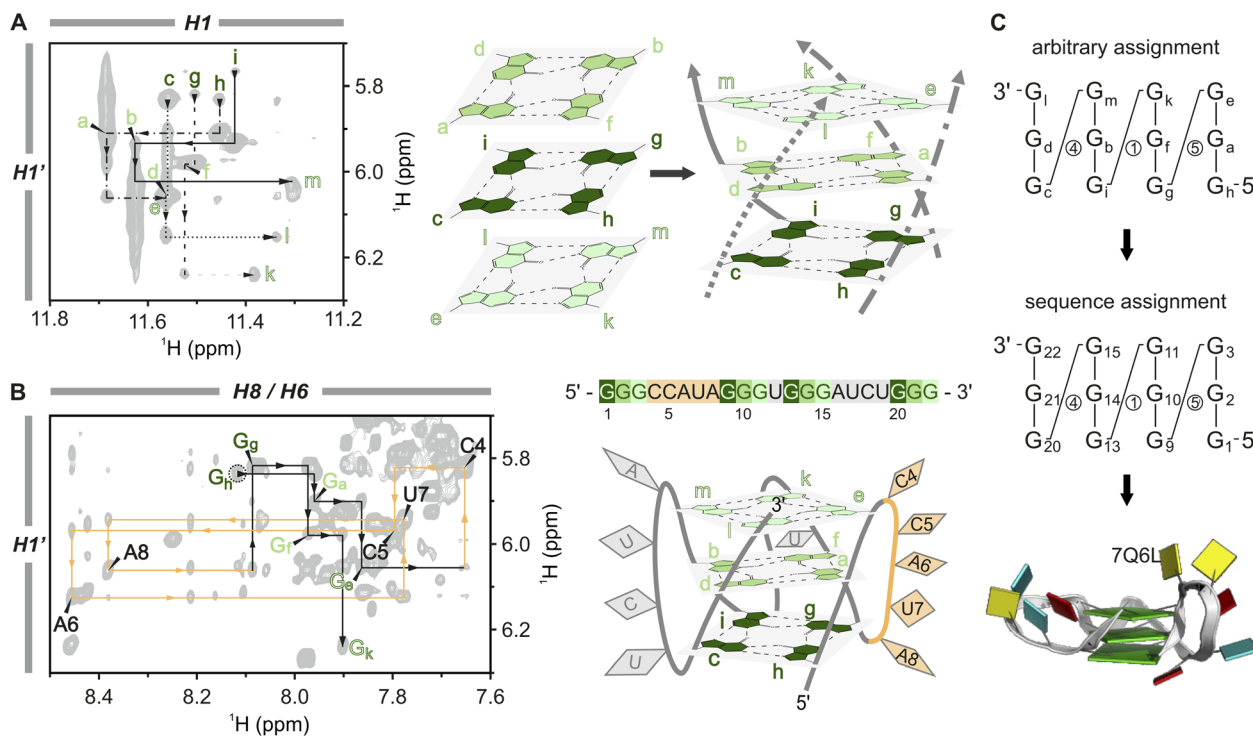 A
H1
H1'
a
b
c
g
h
i
d
e
f
m
l
k
5.8
6.0
6.2
¹H (ppm)
11.8
11.6
11.4
11.2
¹H (ppm)
d
b
a
f
i
g
c
h
l
m
e
k
m
k
e
l
b
f
a
d
i
g
c
h
B
H8 / H6
H1'
Gg
Gh
Ga
Gf
Ge
Gk
C4
U7
C5
A8
A6
5.8
6.0
6.2
¹H (ppm)
8.4
8.2
8.0
7.8
7.6
¹H (ppm)
5' - GGGCCAUAGGGUGGGAUCUGGG - 3'
1 5 10 15 20
A
U
C
U
m
k
3'
e
l
b
U
f
d
a
i
g
c
h
5'
C4
C5
A6
U7
A8
C
arbitrary assignment
3' - Gl Gm Gk Ge
Gd ④ Gb ① Gf ⑤ Ga
Gc Gi Gg Gh-5
sequence assignment
3' - G22 G15 G11 G3
G21 ④ G14 ① G10 ⑤ G2
G20 G13 G9 G1-5
7Q6L